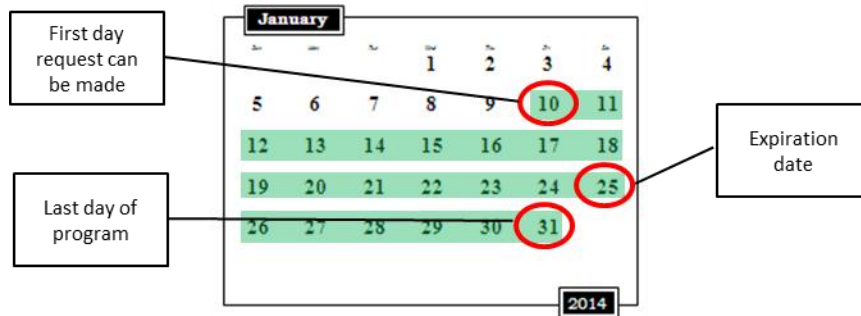 January
First day
request can
be made
1 2 3 4
5 6 7 8 9 10 11
12 13 14 15 16 17 18
Expiration
date
19 20 21 22 23 24 25
Last day of
program
26 27 28 29 30 31
2014